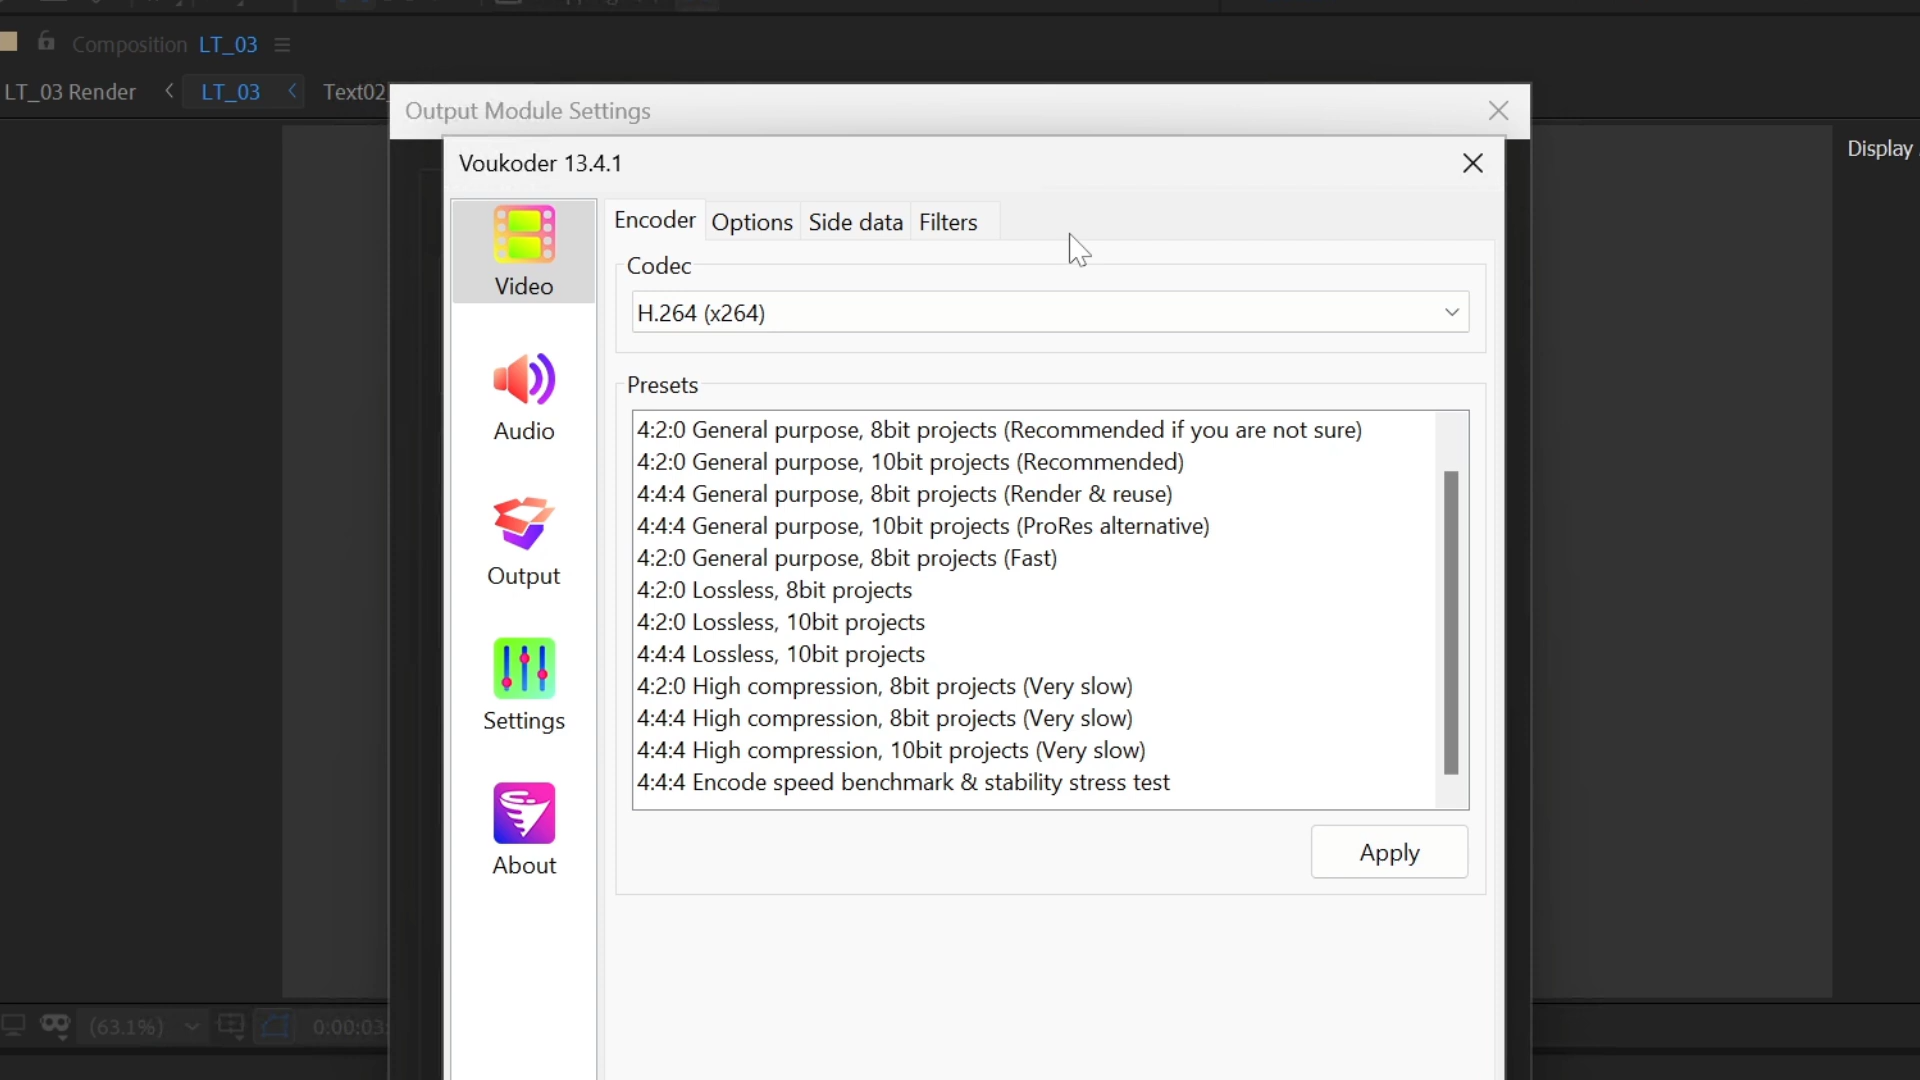 Composition LT_03
LT_03 Render
LT_03
Text02
Output Module Settings
Display
Voukoder 13.4.1
Video
Audio
Output
Settings
About
Encoder
Options
Side data
Filters
Codec
H.264 (x264)
Presets
4:2:0 General purpose, 8bit projects (Recommended if you are not sure)
4:2:0 General purpose, 10bit projects (Recommended)
4:4:4 General purpose, 8bit projects (Render & reuse)
4:4:4 General purpose, 10bit projects (ProRes alternative)
4:2:0 General purpose, 8bit projects (Fast)
4:2:0 Lossless, 8bit projects
4:2:0 Lossless, 10bit projects
4:4:4 Lossless, 10bit projects
4:2:0 High compression, 8bit projects (Very slow)
4:4:4 High compression, 8bit projects (Very slow)
4:4:4 High compression, 10bit projects (Very slow)
4:4:4 Encode speed benchmark & stability stress test
Apply
(63.1%)
0:00:03: